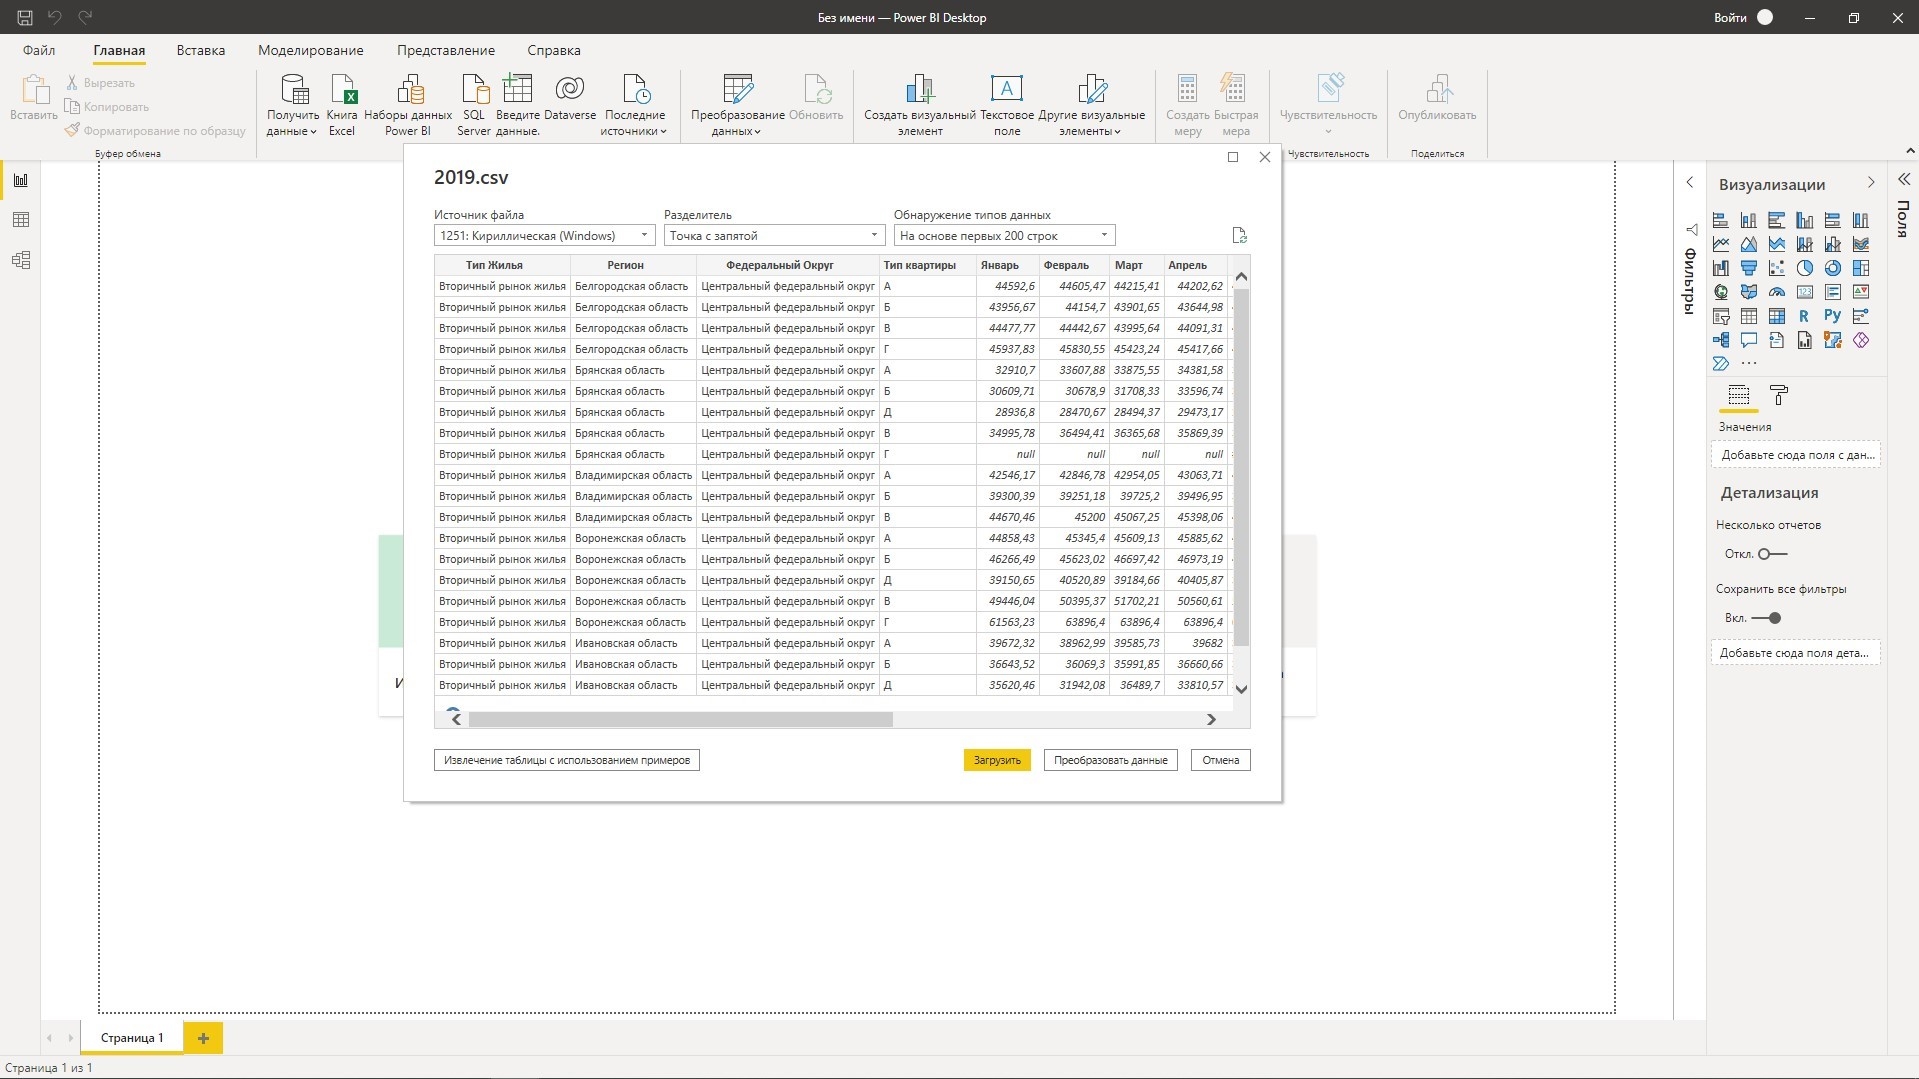 Без имени — Power BI Desktop
Войти
Файл
Главная
Вставка
Моделирование
Представление
Справка
Вставить
Вырезать
Копировать
Форматирование по образцу
Буфер обмена
Получить данные
Книга Excel
Наборы данных Power BI
SQL Server
Введите данные.
Dataverse
Последние источники
Преобразование данных
Обновить
Создать визуальный элемент
Текстовое поле
Другие визуальные элементы
Создать меру
Быстрая мера
Чувствительность
Чувствительность
Опубликовать
Поделиться
2019.csv
Источник файла
1251: Кириллическая (Windows)
Разделитель
Точка с запятой
Обнаружение типов данных
На основе первых 200 строк
Тип Жилья Регион Федеральный Округ Тип квартиры Январь Февраль Март Апрель
Вторичный рынок жилья Белгородская область Центральный федеральный округ А 44592,6 44605,47 44215,41 44202,62
Вторичный рынок жилья Белгородская область Центральный федеральный округ Б 43956,67 44154,7 43901,65 43644,98
Вторичный рынок жилья Белгородская область Центральный федеральный округ В 44477,77 44442,67 43995,64 44091,31
Вторичный рынок жилья Белгородская область Центральный федеральный округ Г 45937,83 45830,55 45423,24 45417,66
Вторичный рынок жилья Брянская область Центральный федеральный округ А 32910,7 33607,88 33875,55 34381,58
Вторичный рынок жилья Брянская область Центральный федеральный округ Б 30609,71 30678,9 31708,33 33596,74
Вторичный рынок жилья Брянская область Центральный федеральный округ Д 28936,8 28470,67 28494,37 29473,17
Вторичный рынок жилья Брянская область Центральный федеральный округ В 34995,78 36494,41 36365,68 35869,39
Вторичный рынок жилья Брянская область Центральный федеральный округ Г null null null null
Вторичный рынок жилья Владимирская область Центральный федеральный округ А 42546,17 42846,78 42954,05 43063,71
Вторичный рынок жилья Владимирская область Центральный федеральный округ Б 39300,39 39251,18 39725,2 39496,95
Вторичный рынок жилья Владимирская область Центральный федеральный округ В 44670,46 45200 45067,25 45398,06
Вторичный рынок жилья Воронежская область Центральный федеральный округ А 44858,43 45345,4 45609,13 45885,62
Вторичный рынок жилья Воронежская область Центральный федеральный округ Б 46266,49 45623,02 46697,42 46973,19
Вторичный рынок жилья Воронежская область Центральный федеральный округ Д 39150,65 40520,89 39184,66 40405,87
Вторичный рынок жилья Воронежская область Центральный федеральный округ В 49446,04 50395,37 51702,21 50560,61
Вторичный рынок жилья Воронежская область Центральный федеральный округ Г 61563,23 63896,4 63896,4 63896,4
Вторичный рынок жилья Ивановская область Центральный федеральный округ А 39672,32 38962,99 39585,73 39682
Вторичный рынок жилья Ивановская область Центральный федеральный округ Б 36643,52 36069,3 35991,85 36660,66
Вторичный рынок жилья Ивановская область Центральный федеральный округ Д 35620,46 31942,08 36489,7 33810,57
Извлечение таблицы с использованием примеров
Загрузить
Преобразовать данные
Отмена
Фильтры
Визуализации
Поля
123
R
Py
Значения
Добавьте сюда поля с дан...
Детализация
Несколько отчетов
Откл.
Сохранить все фильтры
Вкл.
Добавьте сюда поля дета...
Страница 1
Страница 1 из 1